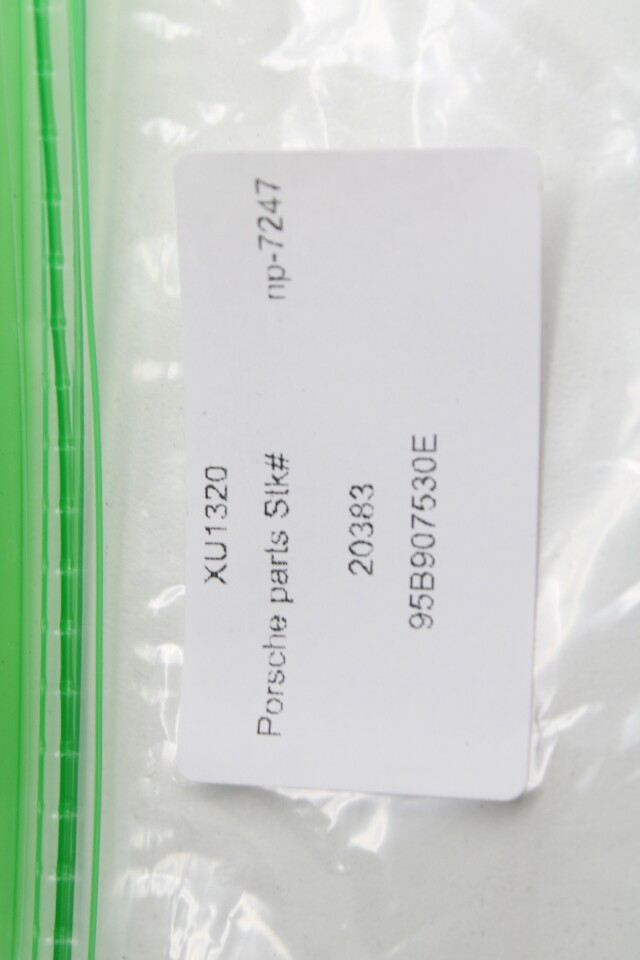 XU1320
Porsche parts Stk# np-7247
20383
95B907530E